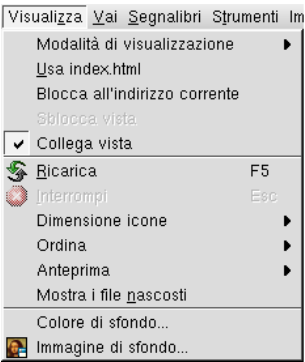 Visualizza Vai Segnalibri Strumenti Im
Modalità di visualizzazione
Usa index.html
Blocca all'indirizzo corrente
Sblocca vista
Collega vista
Ricarica F5
Interrompi Esc
Dimensione icone
Ordina
Anteprima
Mostra i file nascosti
Colore di sfondo...
Immagine di sfondo...